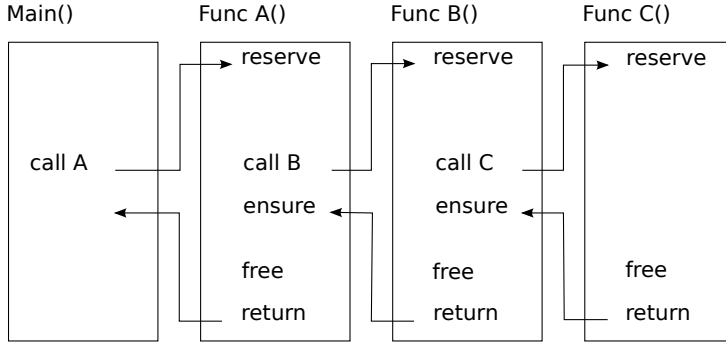 Main()
call A
Func A()
reserve
call B
ensure
free
return
Func B()
reserve
call C
ensure
free
return
Func C()
reserve
free
return